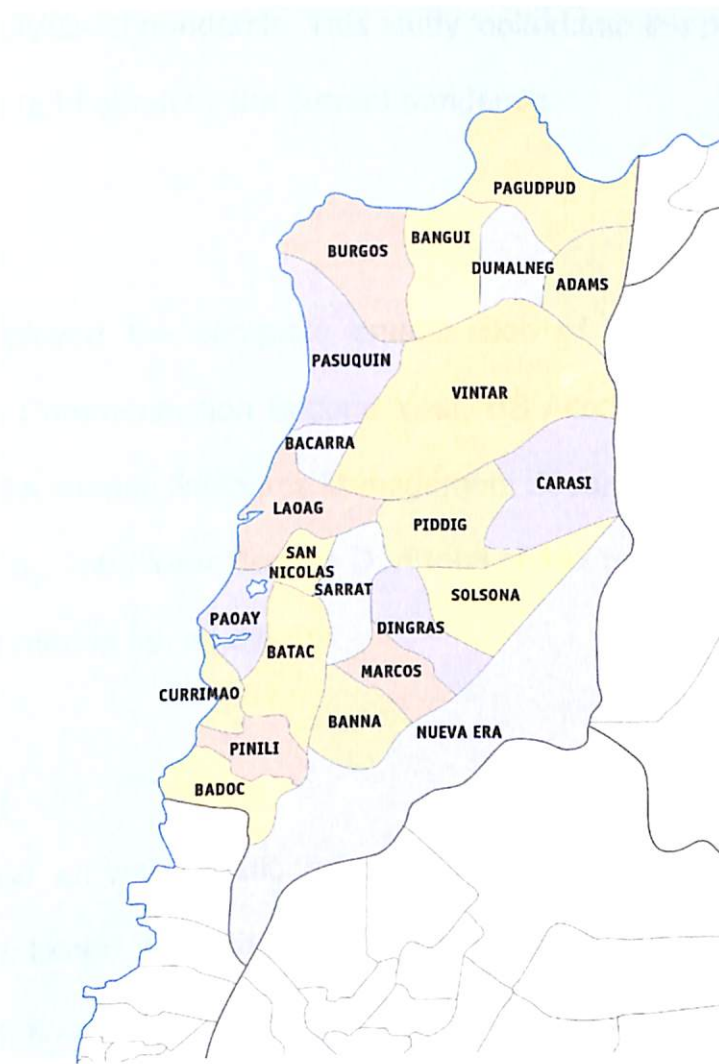 PAGUDPUD
BURGOS
BANGUI
DUMALNEG
ADAMS
PASUQUIN
VINTAR
BACARRA
CARASI
LAOAG
PIDDIG
SAN
NICOLAS
SARRAT
SOLSONA
PAOAY
DINGRAS
BATAC
MARCOS
CURRIMAO
BANNA
NUEVA ERA
PINILI
BADOC